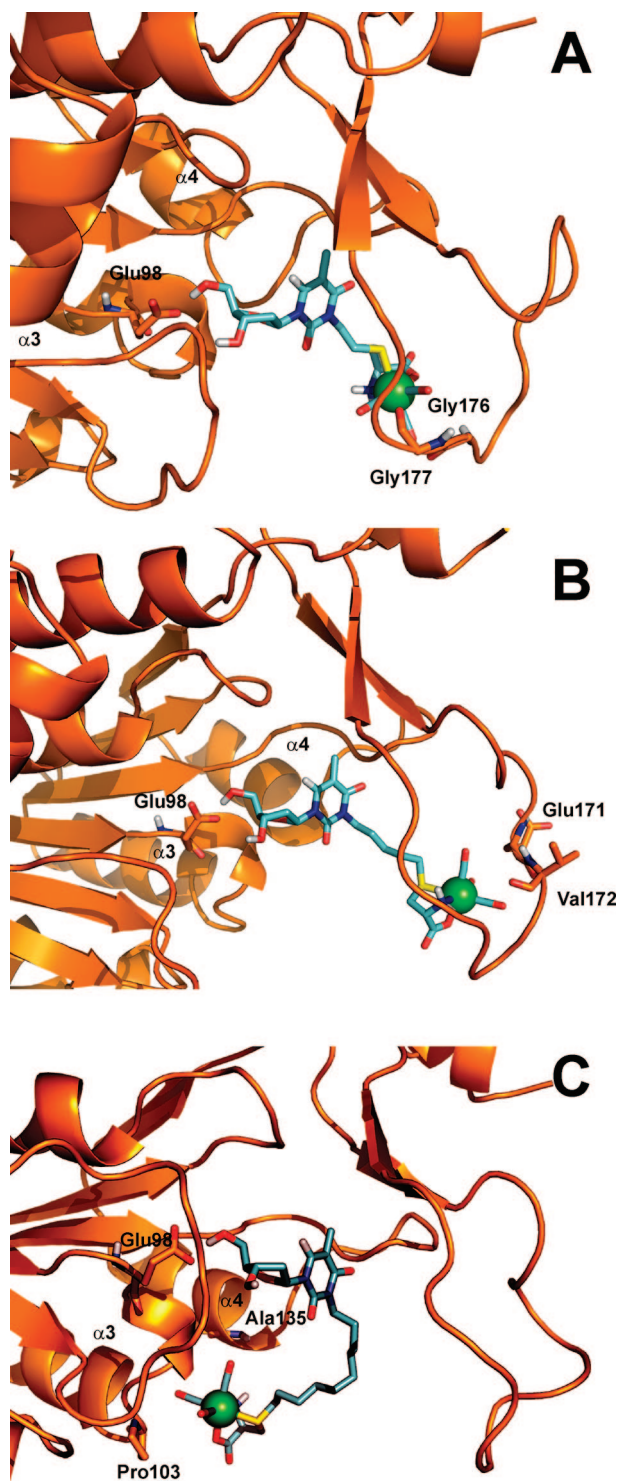 A
α4
Glu98
α3
Gly176
Gly177
B
α4
Glu98
α3
Glu171
Val172
C
Glu98
α4
Ala135
α3
Pro103